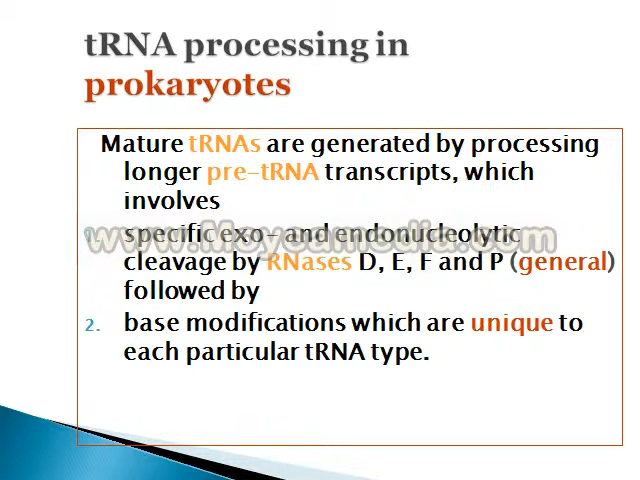 tRNA processing in
prokaryotes
Mature tRNAs are generated by processing
longer pre-tRNA transcripts, which
involves
1. specific exo- and endonucleolytic
cleavage by RNases D, E, F and P (general)
followed by
2. base modifications which are unique to
each particular tRNA type.